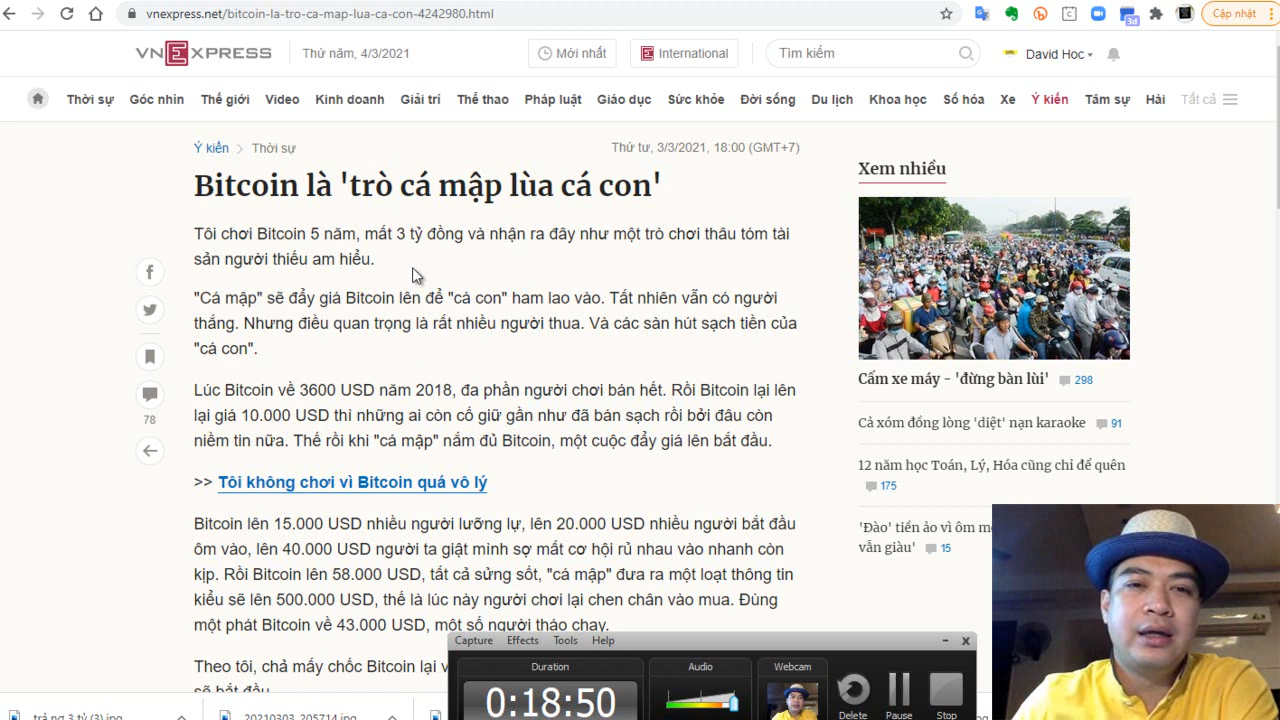 vnexpress.net/bitcoin-la-tro-ca-map-lua-ca-con-4242980.html
3d
Cập nhật
VNEXPRESS
Thứ năm, 4/3/2021
Mới nhất
International
Tìm kiếm
David Hoc
Thời sự Góc nhìn Thế giới Video Kinh doanh Giải trí Thể thao Pháp luật Giáo dục Sức khỏe Đời sống Du lịch Khoa học Số hóa Xe Ý kiến Tâm sự Hài Tất cả
Ý kiến > Thời sự
Thứ tư, 3/3/2021, 18:00 (GMT+7)
Bitcoin là 'trò cá mập lùa cá con'
Tôi chơi Bitcoin 5 năm, mất 3 tỷ đồng và nhận ra đây như một trò chơi thâu tóm tài
sản người thiếu am hiểu.
"Cá mập" sẽ đẩy giá Bitcoin lên để "cá con" ham lao vào. Tất nhiên vẫn có người
thắng. Nhưng điều quan trọng là rất nhiều người thua. Và các sàn hút sạch tiền của
"cá con".
Lúc Bitcoin về 3600 USD năm 2018, đa phần người chơi bán hết. Rồi Bitcoin lại lên
lại giá 10.000 USD thì những ai còn cố giữ gần như đã bán sạch rồi bởi đâu còn
niềm tin nữa. Thế rồi khi "cá mập" nắm đủ Bitcoin, một cuộc đẩy giá lên bắt đầu.
78
>> Tôi không chơi vì Bitcoin quá vô lý
Bitcoin lên 15.000 USD nhiều người lưỡng lự, lên 20.000 USD nhiều người bắt đầu
ôm vào, lên 40.000 USD người ta giật mình sợ mất cơ hội rủ nhau vào nhanh còn
kịp. Rồi Bitcoin lên 58.000 USD, tất cả sửng sốt, "cá mập" đưa ra một loạt thông tin
kiểu sẽ lên 500.000 USD, thế là lúc này người chơi lại chen chân vào mua. Đùng
một phát Bitcoin về 43.000 USD, một số người tháo chạy.
Theo tôi, chả mấy chốc Bitcoin lại v
sẽ bắt đầu
Xem nhiều
Cấm xe máy - 'đừng bàn lùi' 298
Cả xóm đồng lòng 'diệt' nạn karaoke 91
12 năm học Toán, Lý, Hóa cũng chỉ để quên
175
'Đào' tiền ảo vì ôm m
vẫn giàu' 15
Capture Effects Tools Help
Duration Audio Webcam
0:18:50
Delete Pause Stop
trả ng 3 tỷ (3).jpg
20210303_205714.jpg